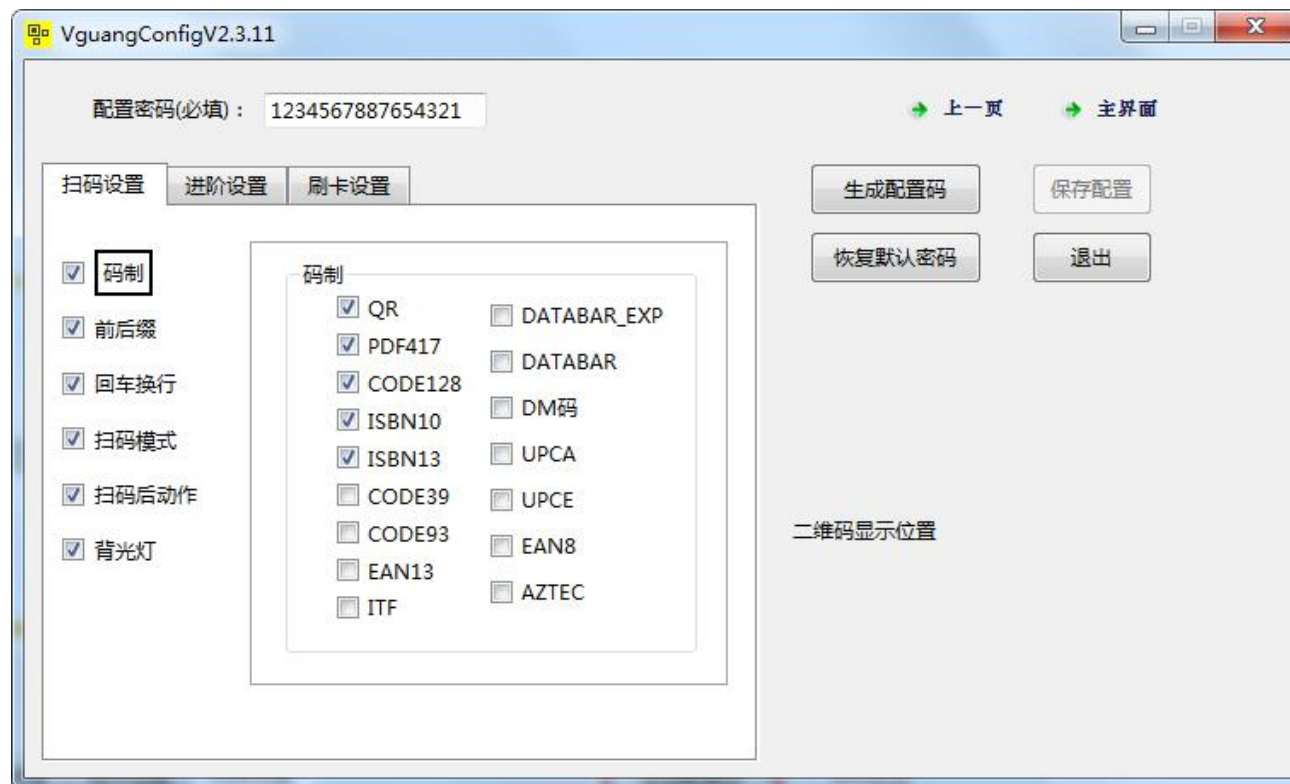 VguangConfigV2.3.11
配置密码(必填)： 1234567887654321
上一页 主界面
扫码设置 进阶设置 刷卡设置
生成配置码 保存配置
恢复默认密码 退出
码制
前后缀
回车换行
扫码模式
扫码后动作
背光灯
码制
QR
PDF417
CODE128
ISBN10
ISBN13
CODE39
CODE93
EAN13
ITF
DATABAR_EXP
DATABAR
DM码
UPCA
UPCE
EAN8
AZTEC
二维码显示位置